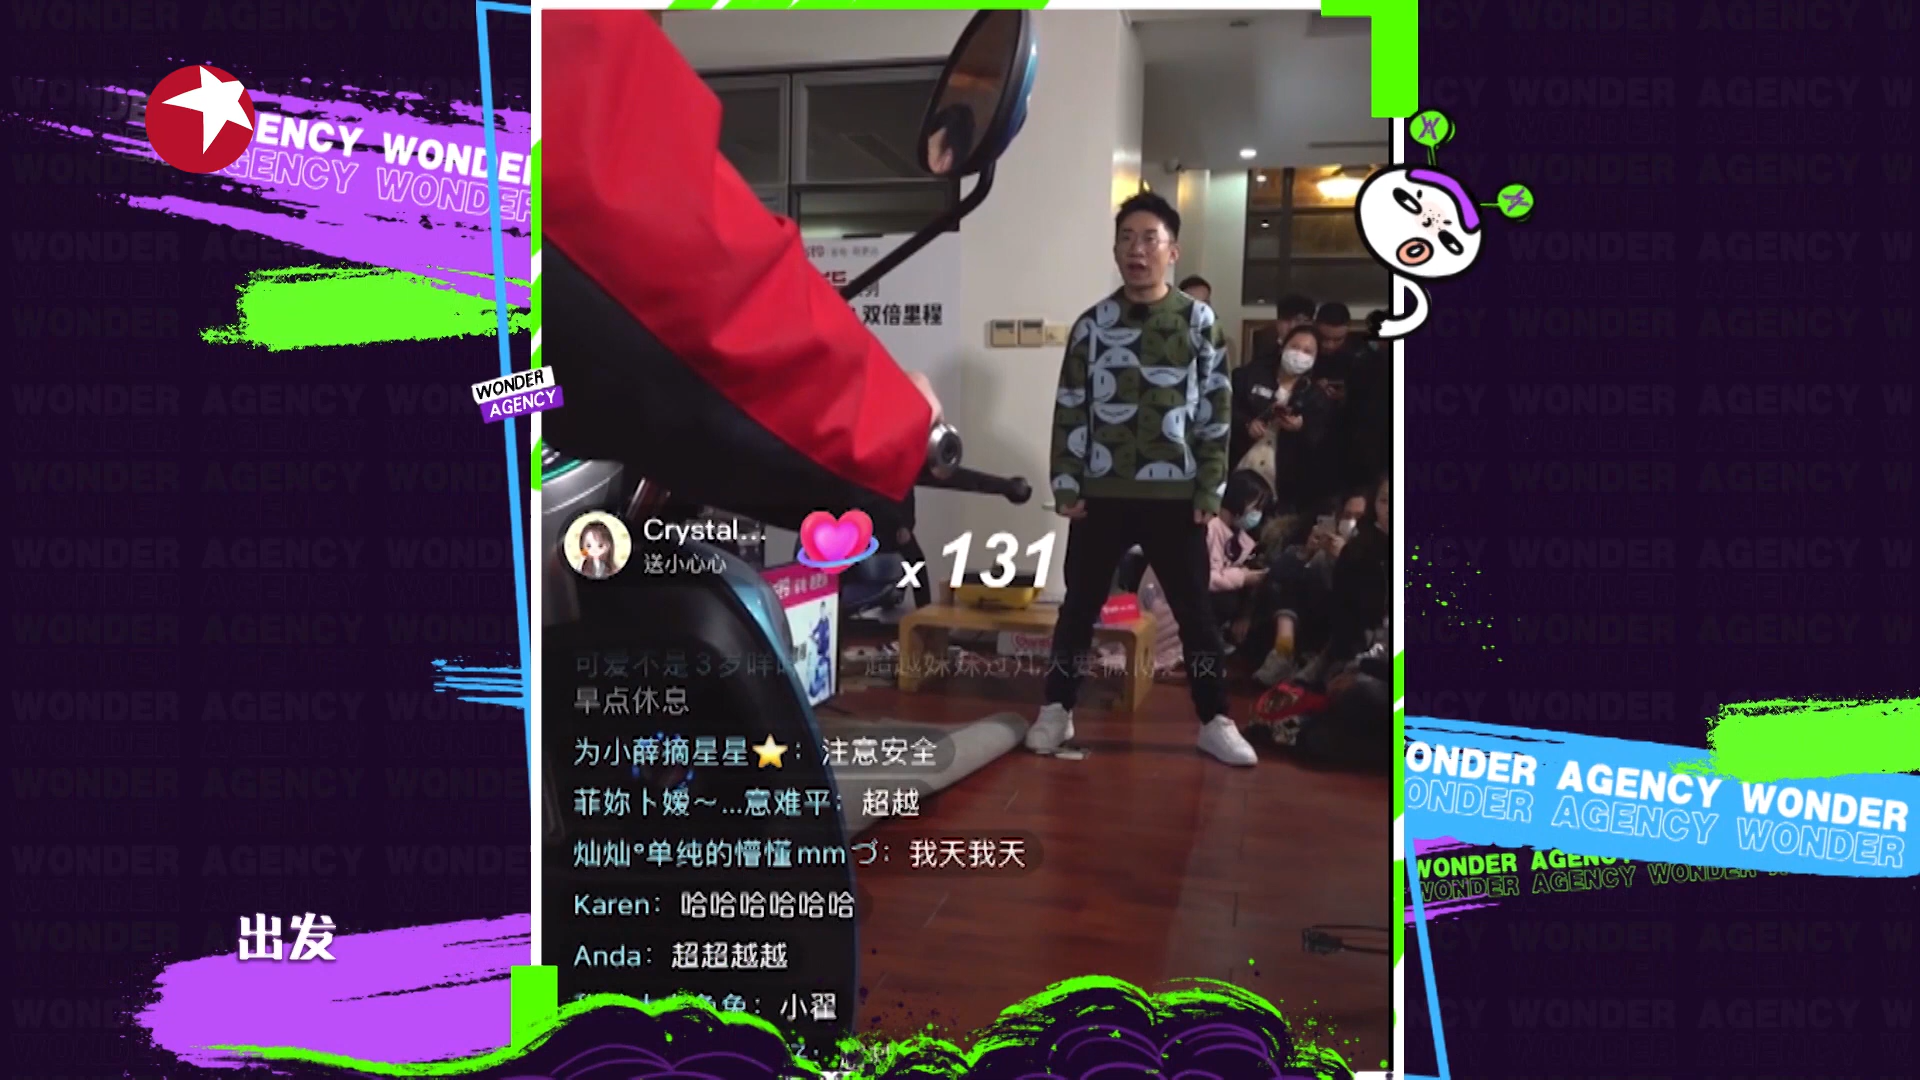 ENCY WONDER
GENCY WONDER
WONDER
AGENCY
双倍里程
Crystal...
送小心心
x 131
早点休息
为小薛摘星星⭐：注意安全
菲妳卜嫒～...意难平：超越
灿灿°单纯的懵懂mmづ：我天我天
Karen：哈哈哈哈哈哈
Anda：超超越越
：小翟
出发
ONDER AGENCY WONDER
ONDER AGENCY WONDER
WONDER AGENCY
WONDER AGENCY WONDER